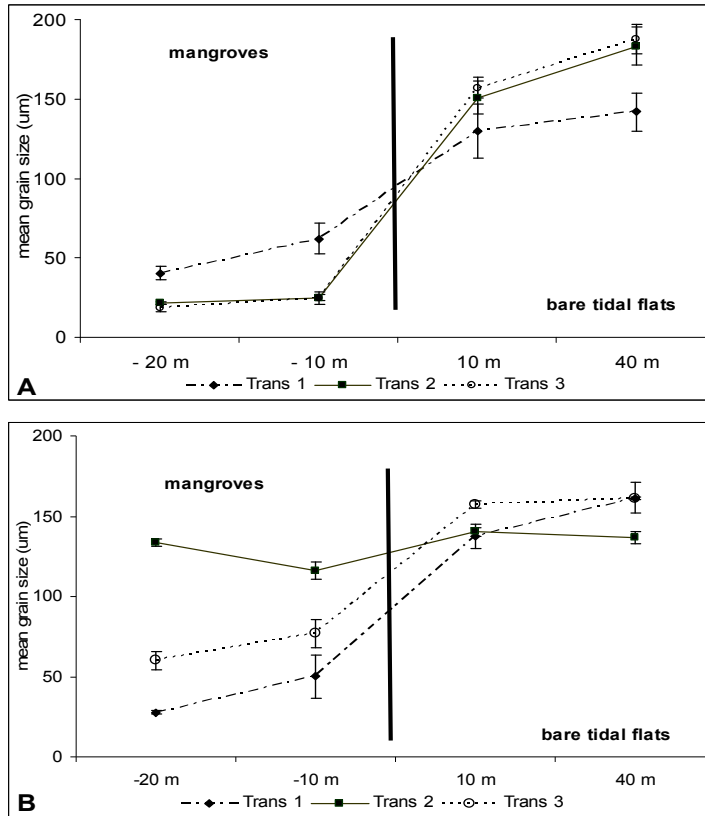 200
150
100
50
0
mean grain size (um)
mangroves
bare tidal flats
- 20 m - 10 m 10 m 40 m
Trans 1 Trans 2 Trans 3
A
200
150
100
50
0
mean grain size (um)
mangroves
bare tidal flats
-20 m -10 m 10 m 40 m
Trans 1 Trans 2 Trans 3
B